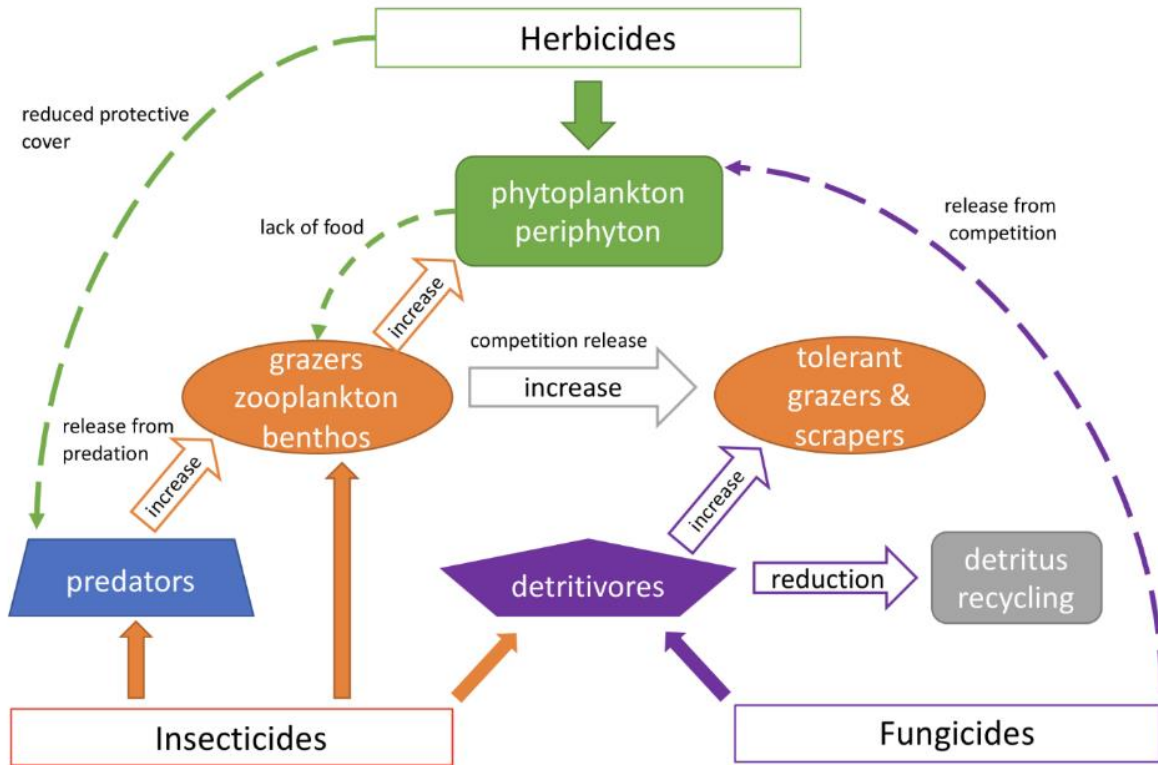 Herbicides
reduced protective
cover
phytoplankton
periphyton
release from
competition
lack of food
increase
grazers
zooplankton
benthos
competition release
increase
tolerant
grazers &
scrapers
release from
predation
increase
increase
predators
detritivores
reduction
detritus
recycling
Insecticides
Fungicides